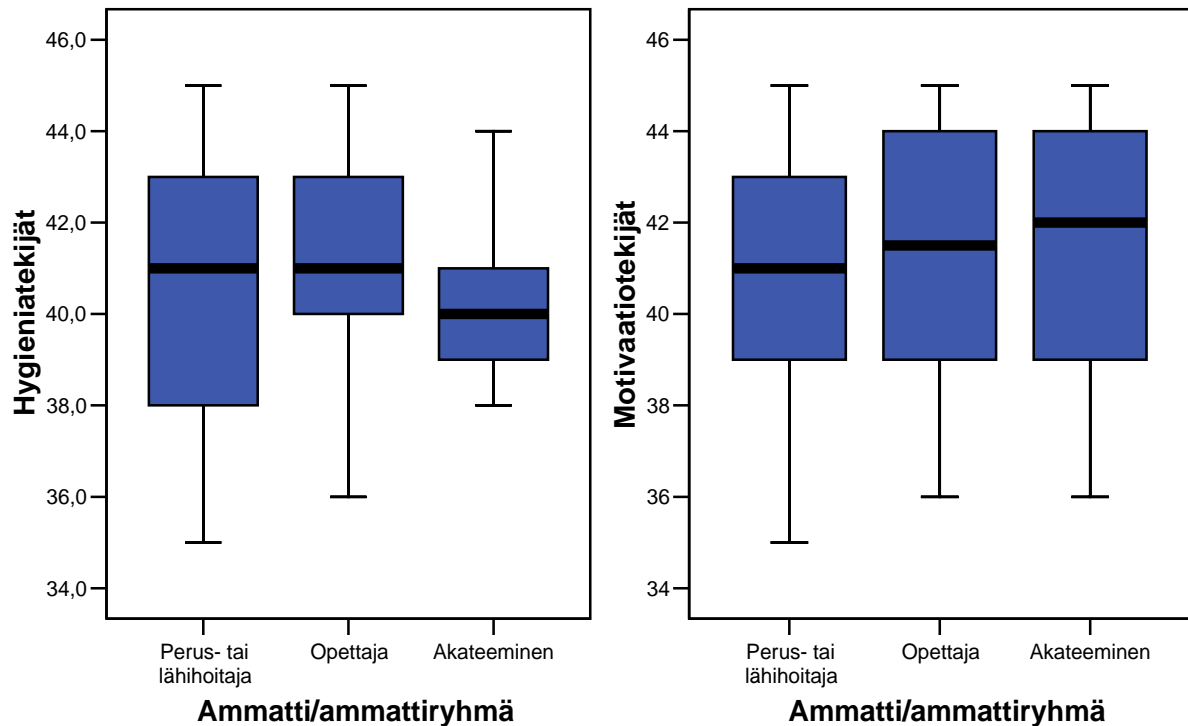 Hygieniatekijät
46,0
44,0
42,0
40,0
38,0
36,0
34,0
Perus- tai
lähihoitaja
Opettaja
Akateeminen
Ammatti/ammattiryhmä
Motivaatiotekijät
46
44
42
40
38
36
34
Perus- tai
lähihoitaja
Opettaja
Akateeminen
Ammatti/ammattiryhmä